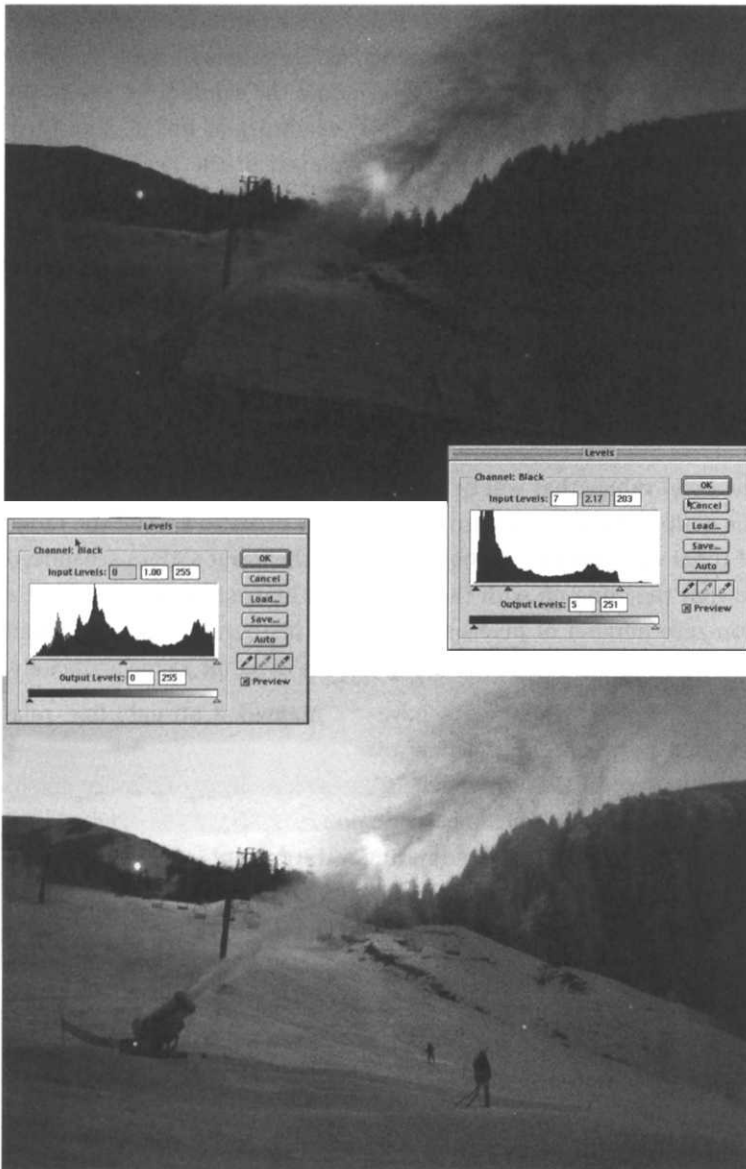 Levels
Channel: Black
Input Levels: 7 2.17 203
OK
Cancel
Load...
Save...
Auto
Preview
Output Levels: 5 251
Levels
Channel: Black
Input Levels: 0 1.00 255
OK
Cancel
Load...
Save...
Auto
Preview
Output Levels: 0 255